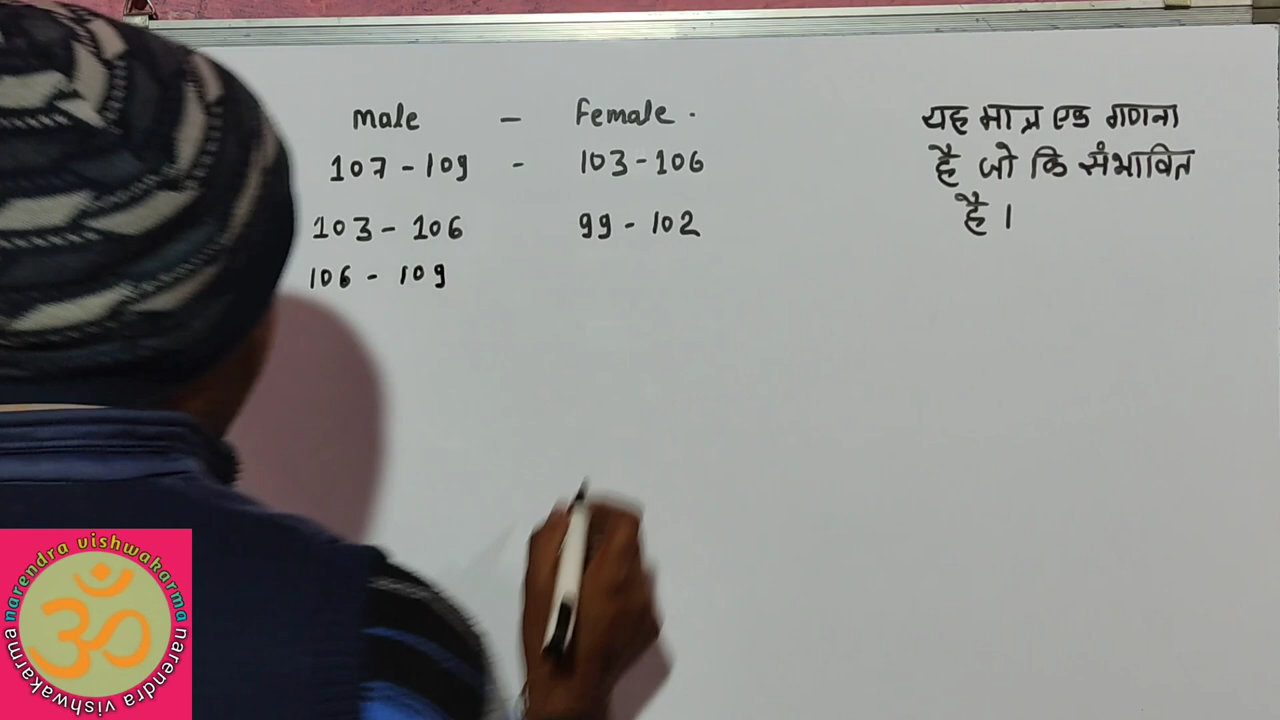 male - Female.
107-109 - 103-106
103-106 99-102
106-109
यह मात्र एक गणना
है जो कि संभावित
है।
narendra vishwakarma narendra vishwakarma
ॐ